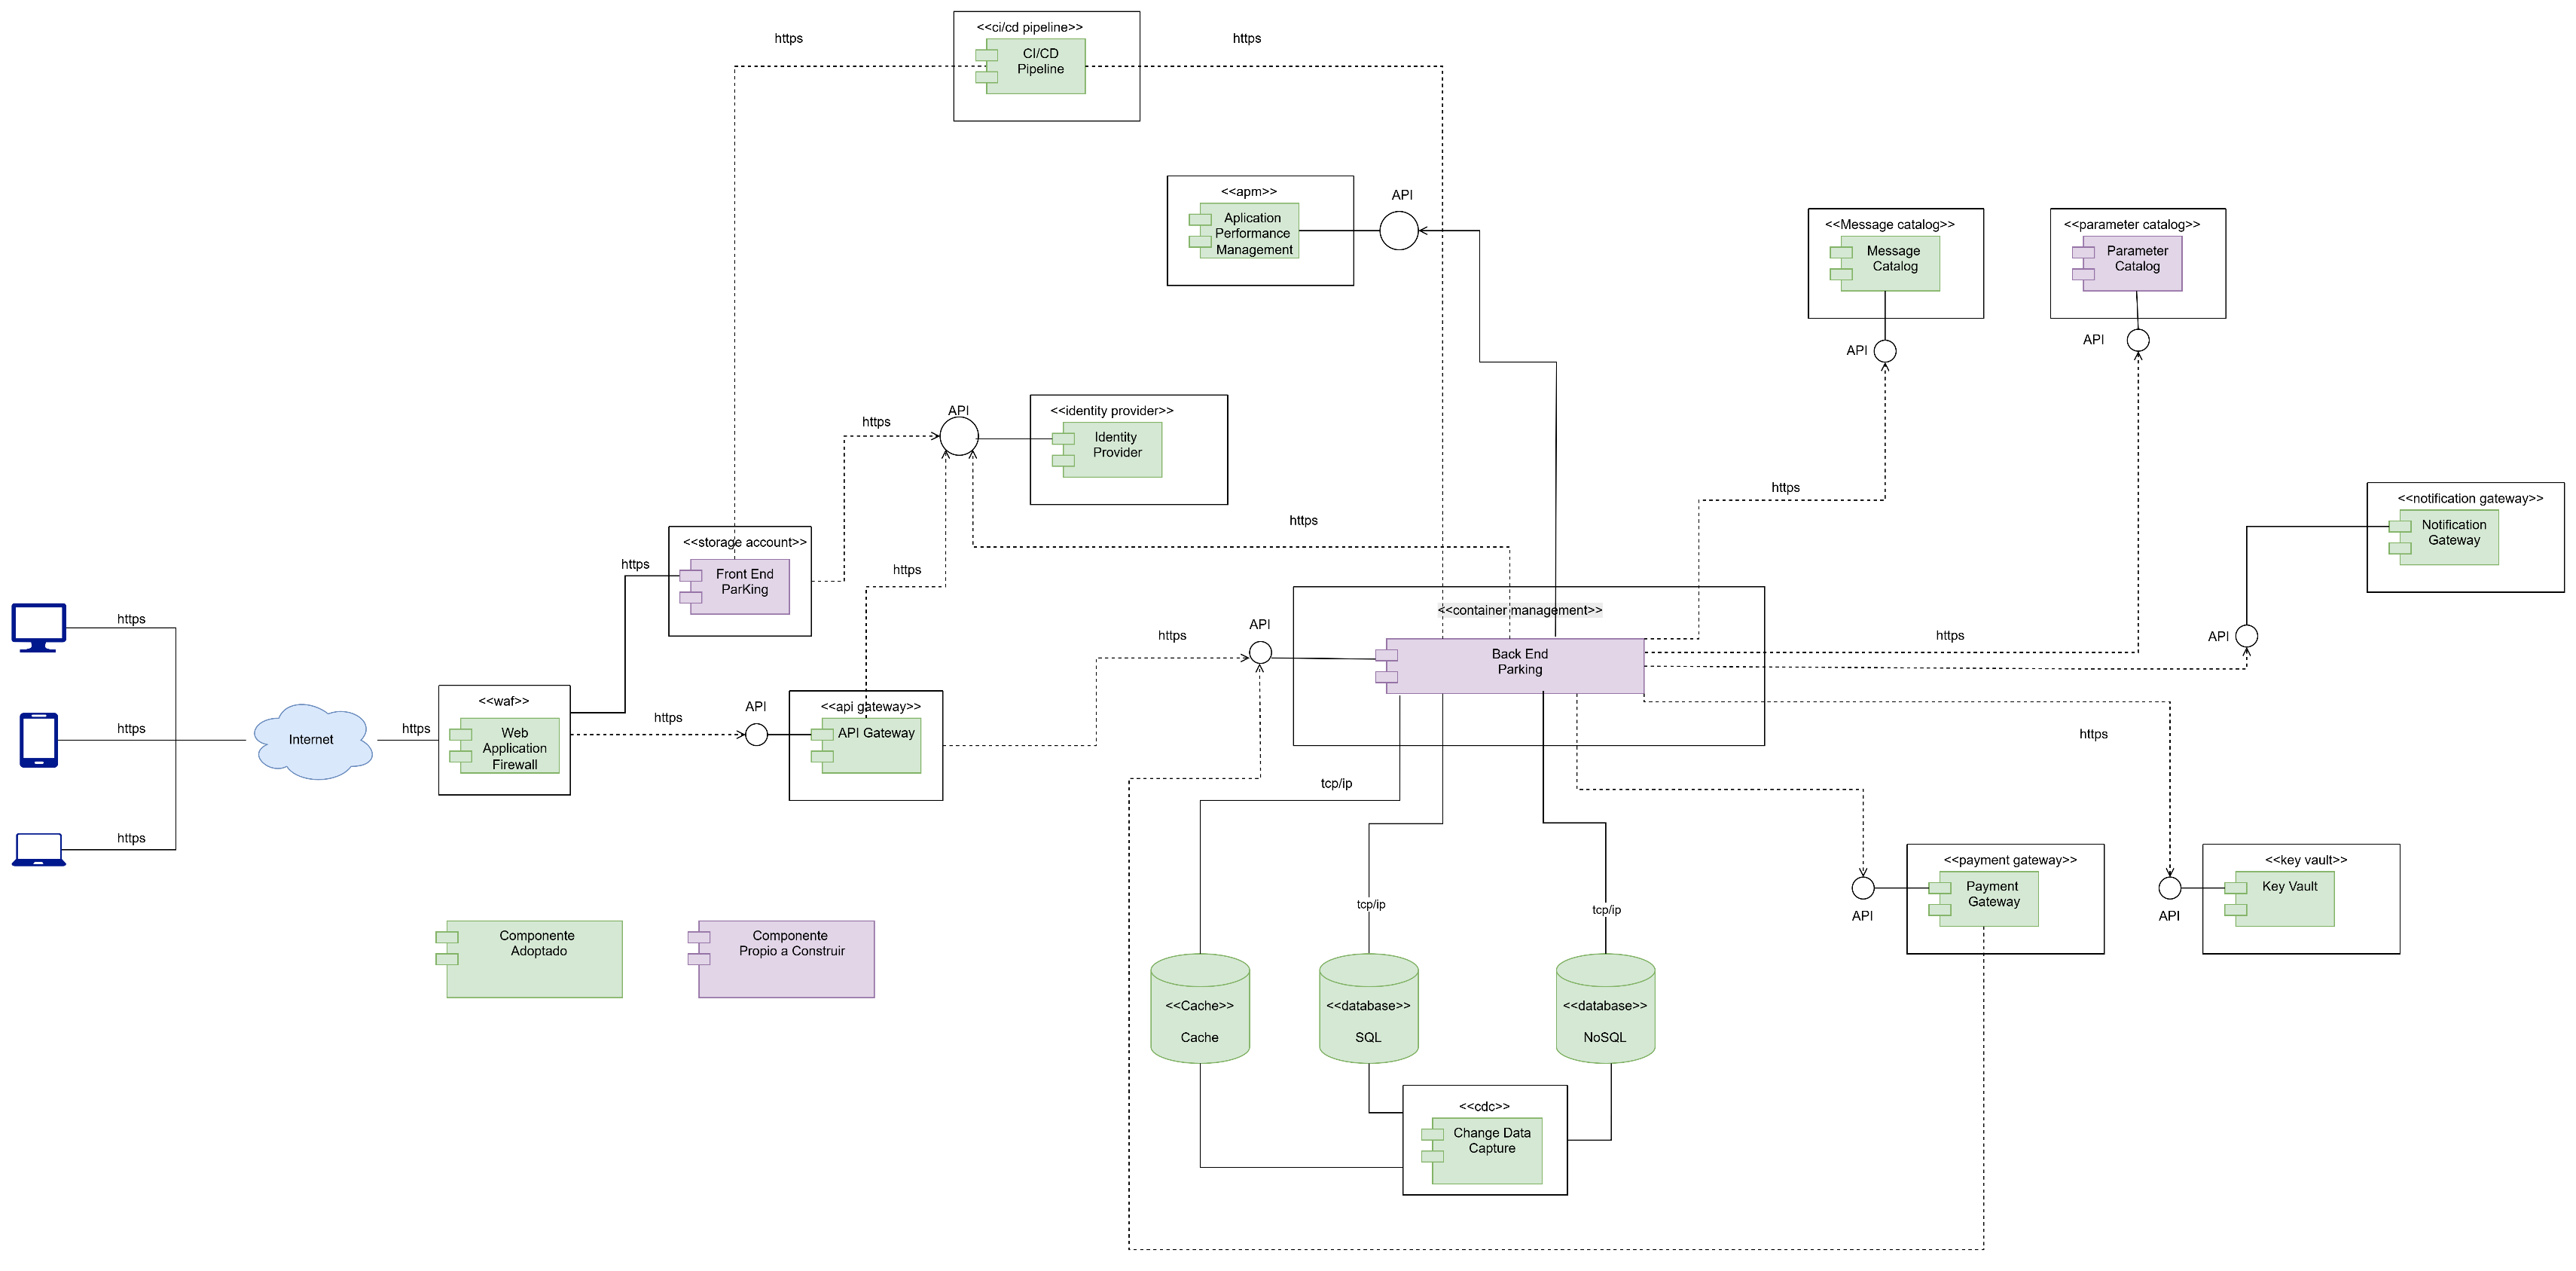 <<ci/cd pipeline>>
https
https
CI/CD
Pipeline
<<apm>>
API
Aplication
Performance
Management
<<Message catalog>>
<<parameter catalog>>
Message
Catalog
Parameter
Catalog
API
API
API
<<identity provider>>
https
Identity
Provider
https
https
<<notification gateway>>
Notification
Gateway
<<storage account>>
https
https
Front End
ParKing
<<container management>>
https
API
https
https
API
Back End
Parking
<<waf>>
<<api gateway>>
API
https
https
https
Web
Application
Firewall
API Gateway
Internet
https
https
tcp/ip
https
<<payment gateway>>
<<key vault>>
Payment
Gateway
Key Vault
tcp/ip
tcp/ip
API
API
Componente
Adoptado
Componente
Propio a Construir
<<Cache>>
<<database>>
<<database>>
Cache
SQL
NoSQL
<<cdc>>
Change Data
Capture